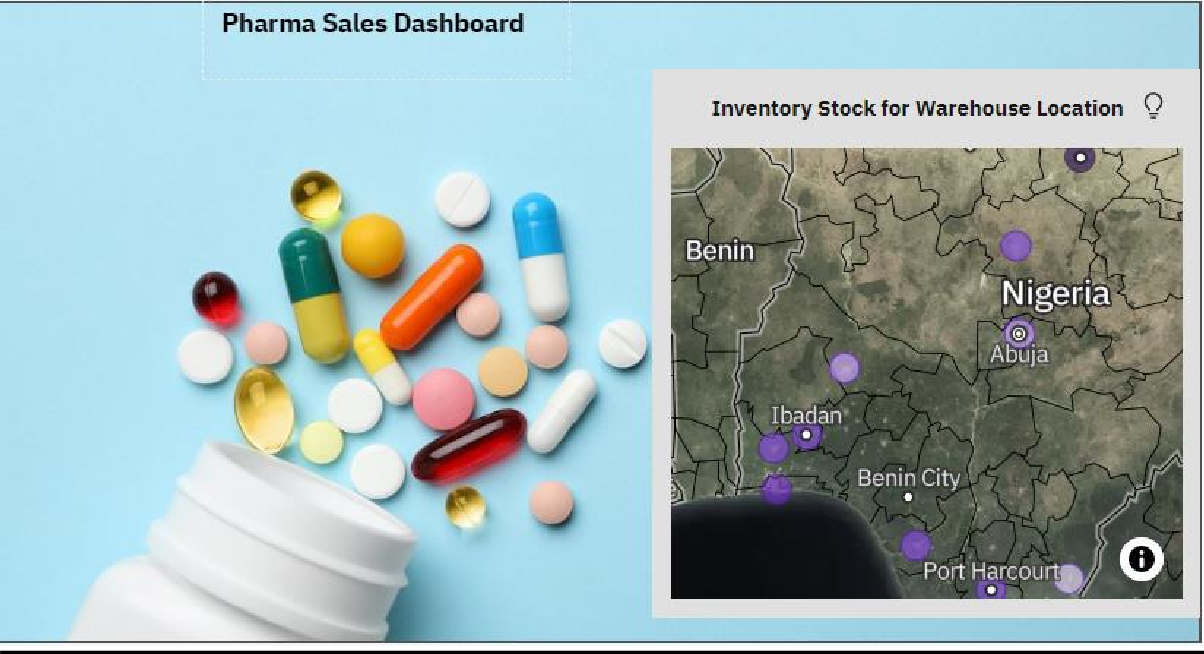 Pharma Sales Dashboard
Inventory Stock for Warehouse Location
Benin
Nigeria
Abuja
Ibadan
Benin City
Port Harcourt